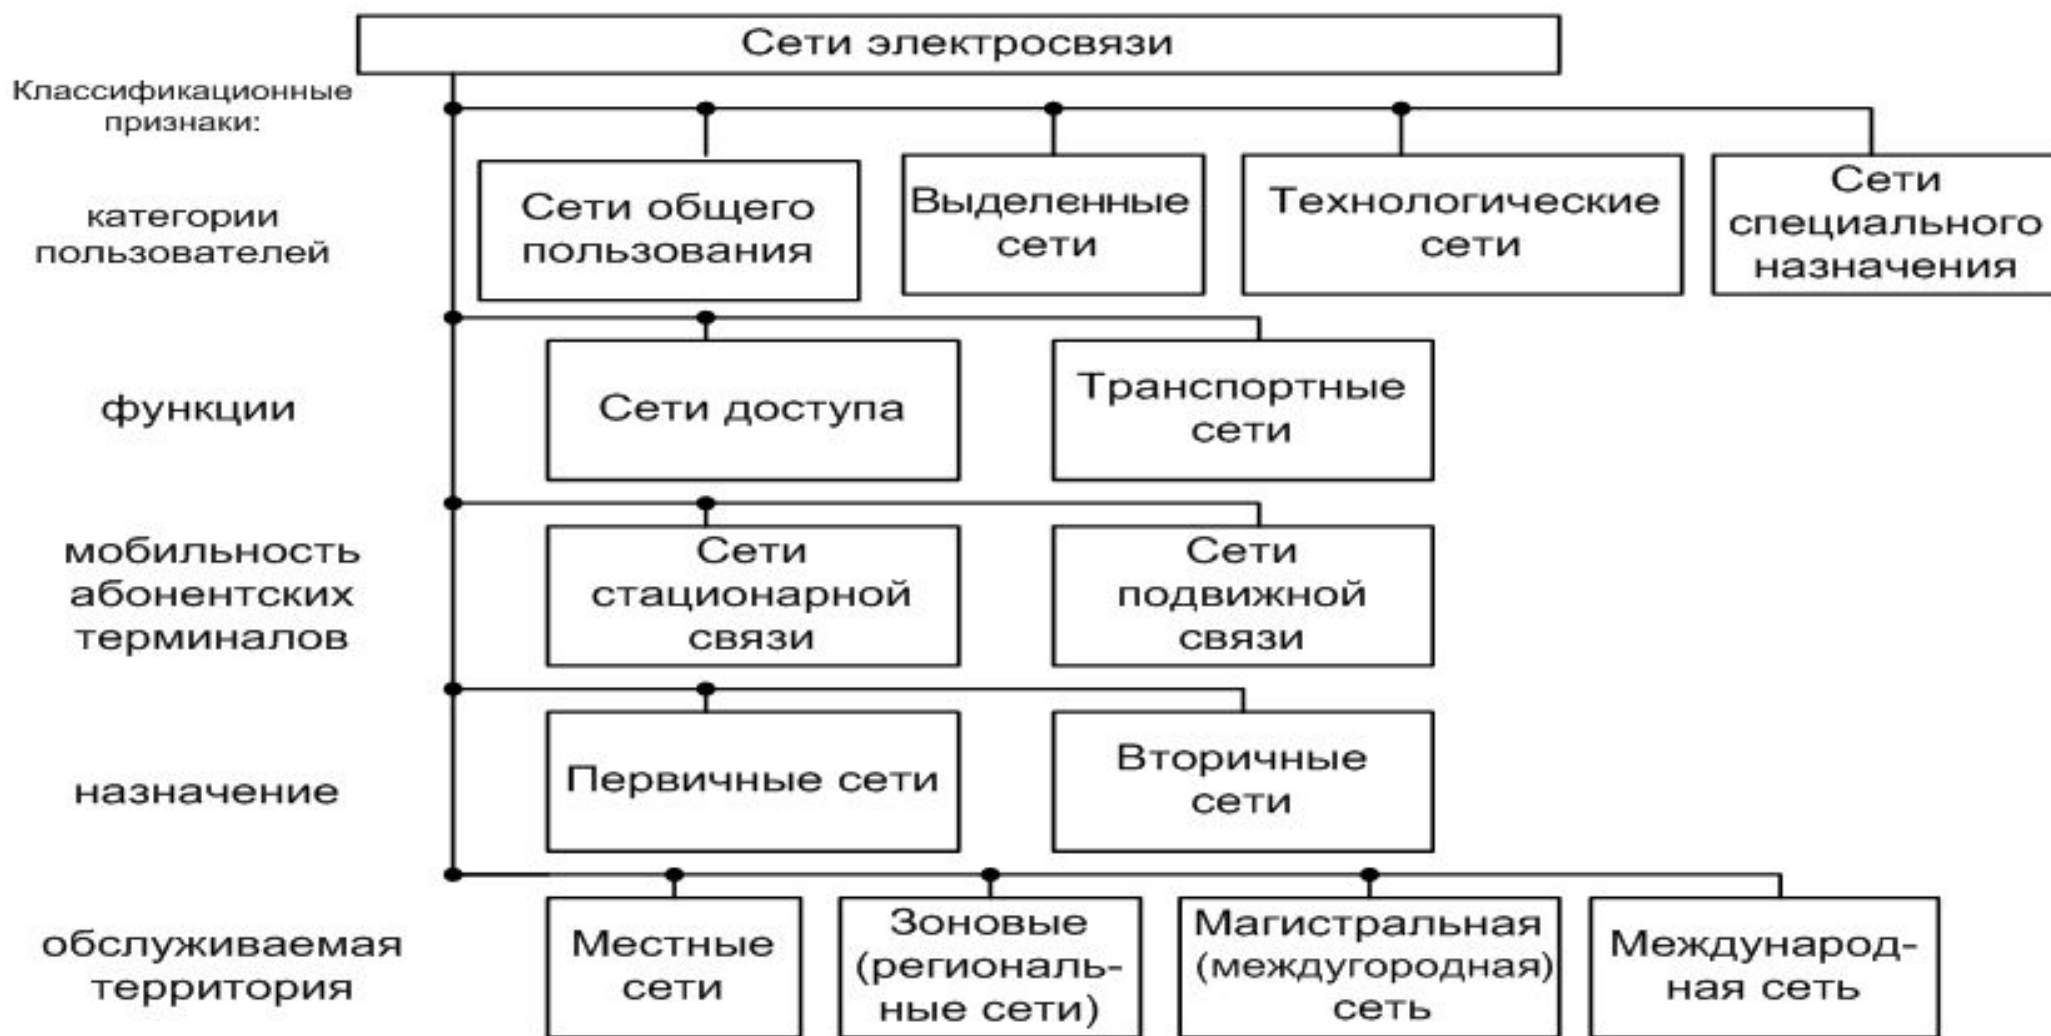 Сети электросвязи
Классификационные
признаки:
категории
пользователей
Сети общего
пользования
Выделенные
сети
Технологические
сети
Сети
специального
назначения
функции
Сети доступа
Транспортные
сети
мобильность
абонентских
терминалов
Сети
стационарной
связи
Сети
подвижной
связи
назначение
Первичные сети
Вторичные
сети
обслуживаемая
территория
Местные
сети
Зоновые
(региональ-
ные сети)
Магистральная
(междугородная)
сеть
Международ-
ная сеть